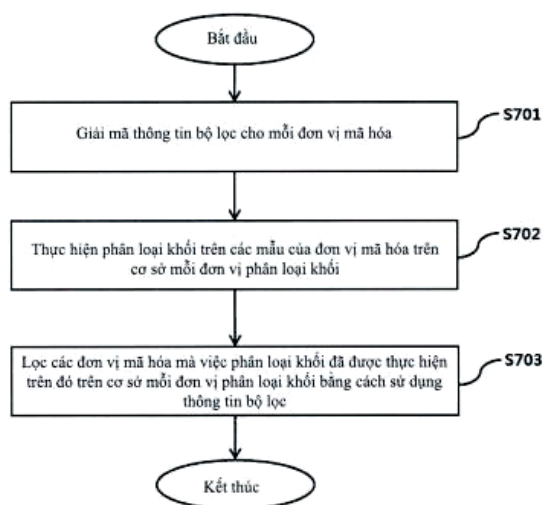 Bắt đầu
Giải mã thông tin bộ lọc cho mỗi đơn vị mã hóa
S701
Thực hiện phân loại khối trên các mẫu của đơn vị mã hóa trên
cơ sở mỗi đơn vị phân loại khối
S702
Lọc các đơn vị mã hóa mà việc phân loại khối đã được thực hiện
trên đó trên cơ sở mỗi đơn vị phân loại khối bằng cách sử dụng
thông tin bộ lọc
S703
Kết thúc